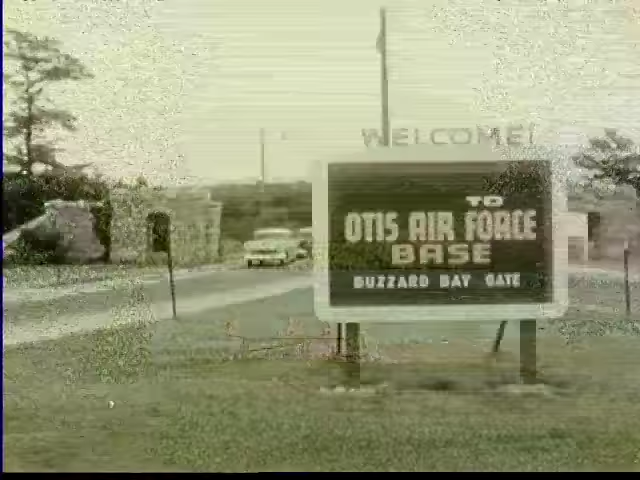 WELCOME!
TO
OTIS AIR FORCE
BASE
BUZZARD BAY GATE